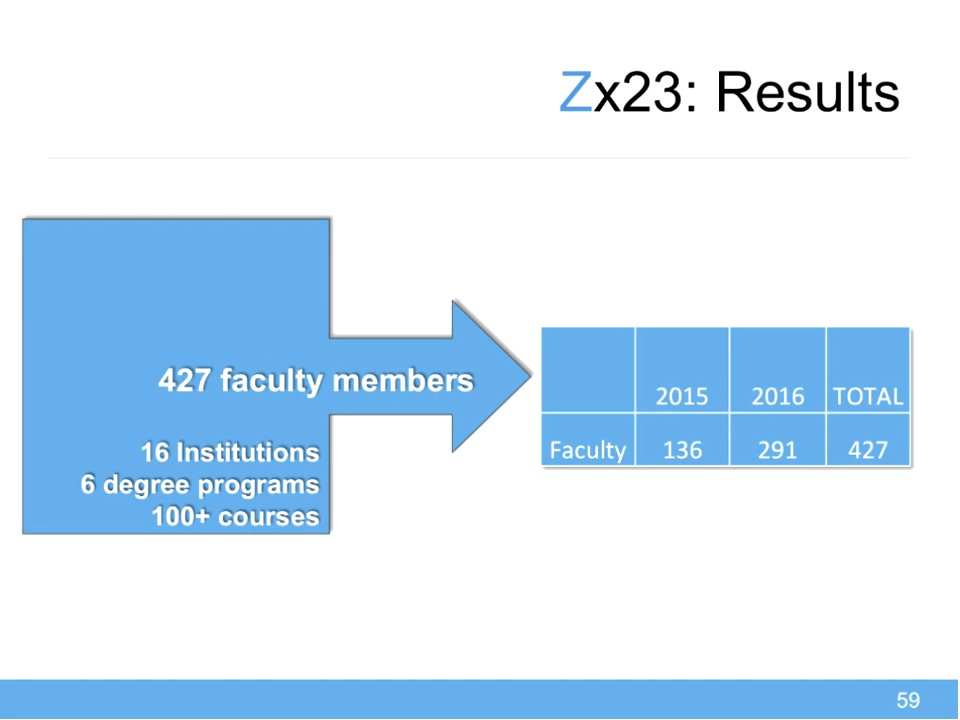 Zx23: Results
427 faculty members
16 Institutions
6 degree programs
100+ courses
2015 2016 TOTAL
Faculty 136 291 427
59